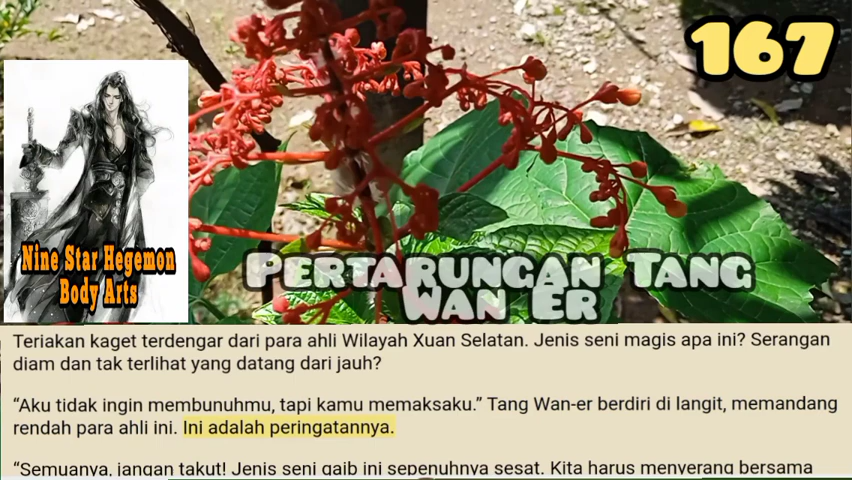 167
Nine Star Hegemon
Body Arts
PERTARUNGAN TANG
WAN ER
Teriakan kaget terdengar dari para ahli Wilayah Xuan Selatan. Jenis seni magis apa ini? Serangan
diam dan tak terlihat yang datang dari jauh?
“Aku tidak ingin membunuhmu, tapi kamu memaksaku.” Tang Wan-er berdiri di langit, memandang
rendah para ahli ini. Ini adalah peringatannya.
“Semuanya, jangan takut! Jenis seni gaib ini sepenuhnya sesat. Kita harus menyerang bersama